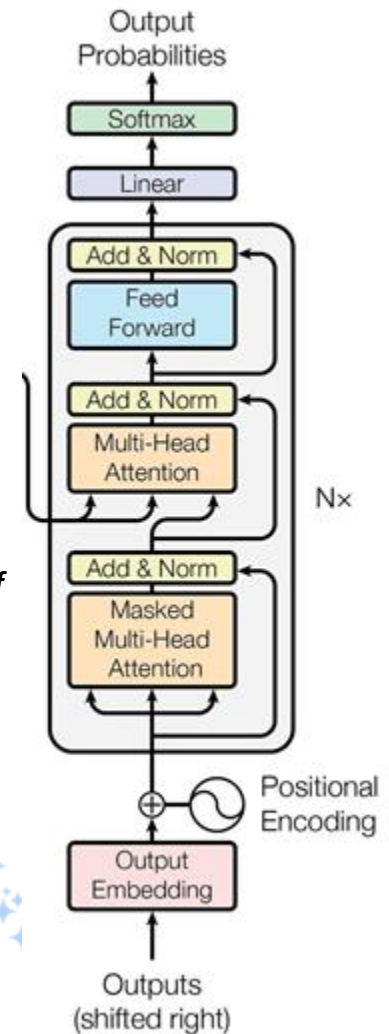 Output
Probabilities
Softmax
Linear
Add & Norm
Feed
Forward
Add & Norm
Multi-Head
Attention
N×
Add & Norm
f
Masked
Multi-Head
Attention
Positional
Encoding
Output
Embedding
Outputs
(shifted right)